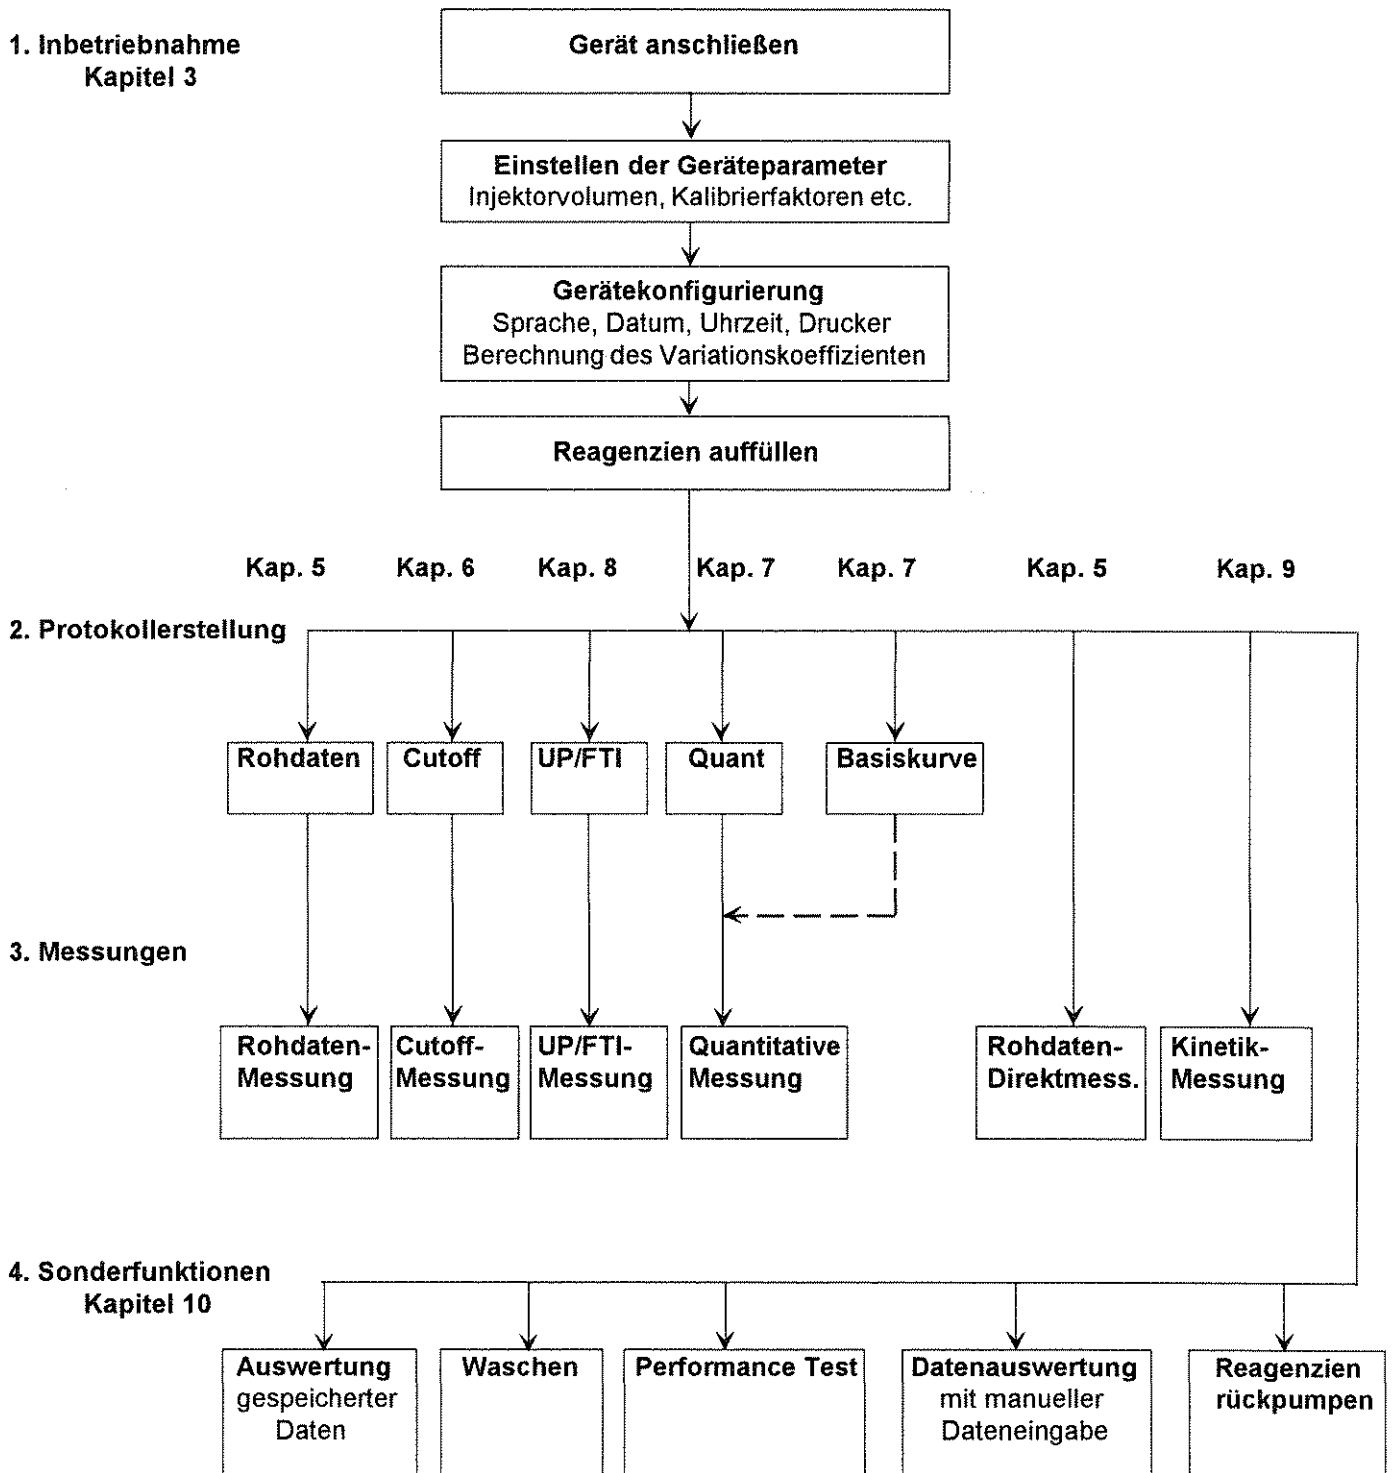 1. Inbetriebnahme
Kapitel 3
Gerät anschließen
Einstellen der Geräteparameter
Injektorvolumen, Kalibrierfaktoren etc.
Gerätekonfigurierung
Sprache, Datum, Uhrzeit, Drucker
Berechnung des Variationskoeffizienten
Reagenzien auffüllen
Kap. 5 Kap. 6 Kap. 8 Kap. 7 Kap. 7 Kap. 5 Kap. 9
2. Protokollerstellung
Rohdaten Cutoff UP/FTI Quant Basiskurve
3. Messungen
Rohdaten-
Messung
Cutoff-
Messung
UP/FTI-
Messung
Quantitative
Messung
Rohdaten-
Direktmess.
Kinetik-
Messung
4. Sonderfunktionen
Kapitel 10
Auswertung
gespeicherter
Daten
Waschen
Performance Test
Datenauswertung
mit manueller
Dateneingabe
Reagenzien
rückpumpen